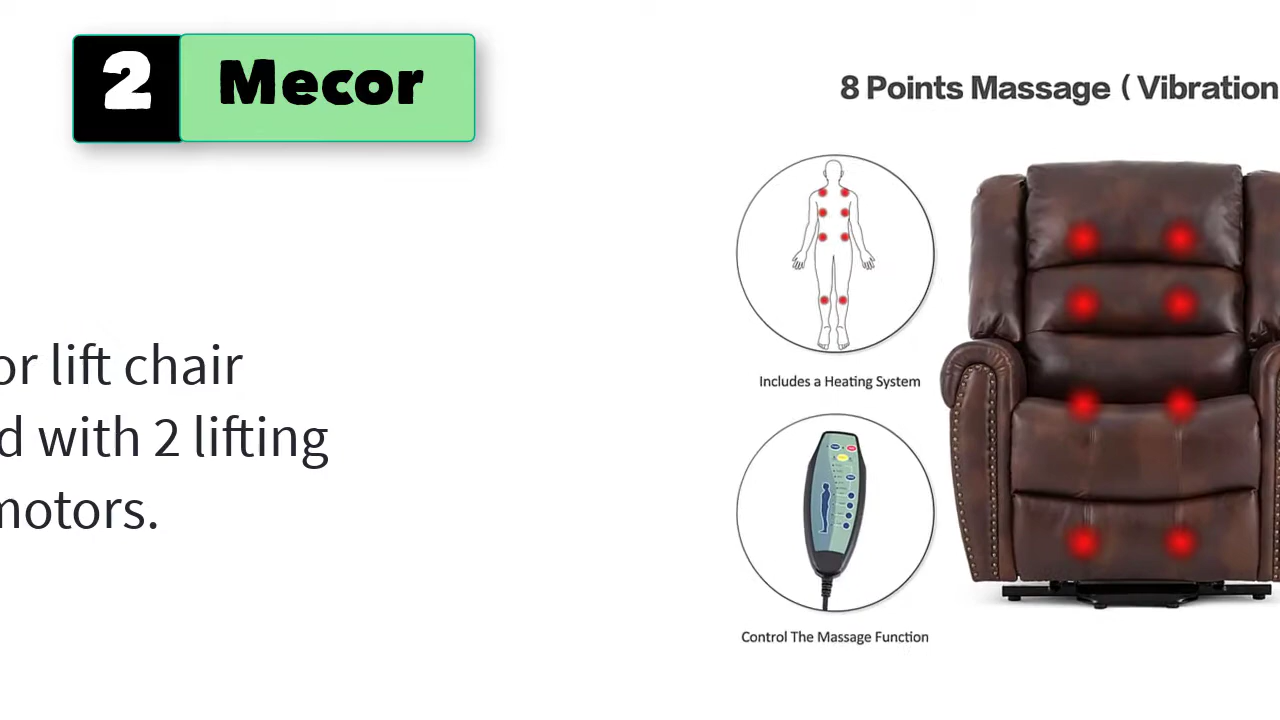 2 Mecor
8 Points Massage ( Vibration
or lift chair
Includes a Heating System
d with 2 lifting
motors.
Control The Massage Function